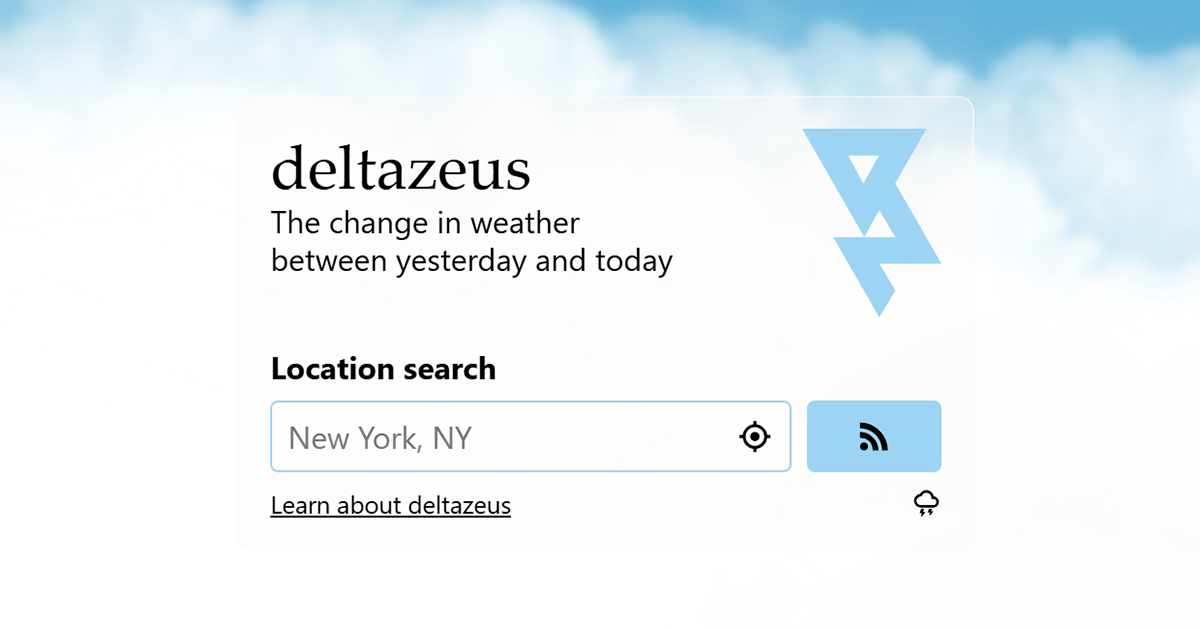 deltazeus
The change in weather
between yesterday and today
Location search
New York, NY
Learn about deltazeus